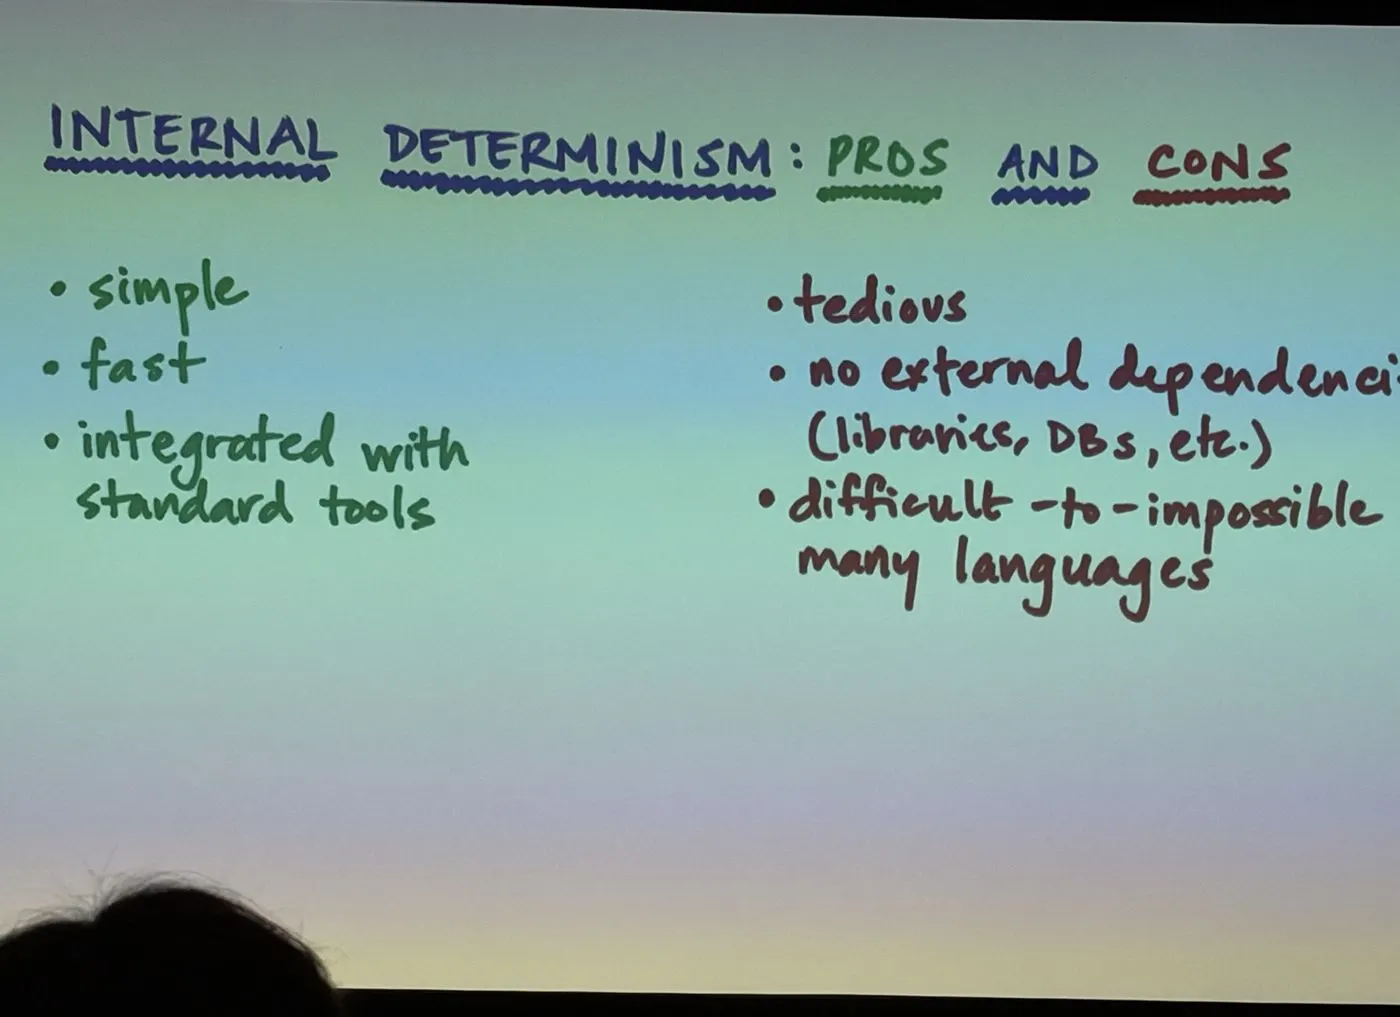 INTERNAL DETERMINISM: PROS AND CONS
• simple
• fast
• integrated with
standard tools
• tedious
• no external dependenci
(libraries, DBs, etc.)
• difficult-to-impossible
many languages